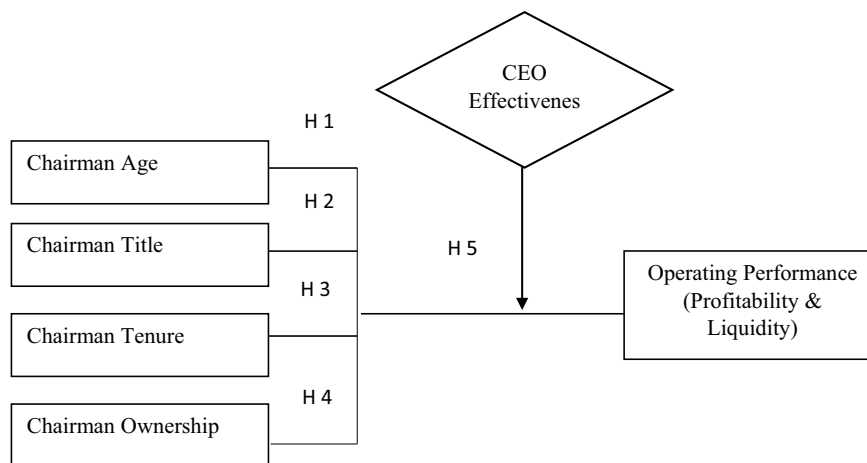 CEO
Effectivenes
H 1
Chairman Age
H 2
Chairman Title
H 5
Operating Performance
(Profitability &
Liquidity)
H 3
Chairman Tenure
H 4
Chairman Ownership